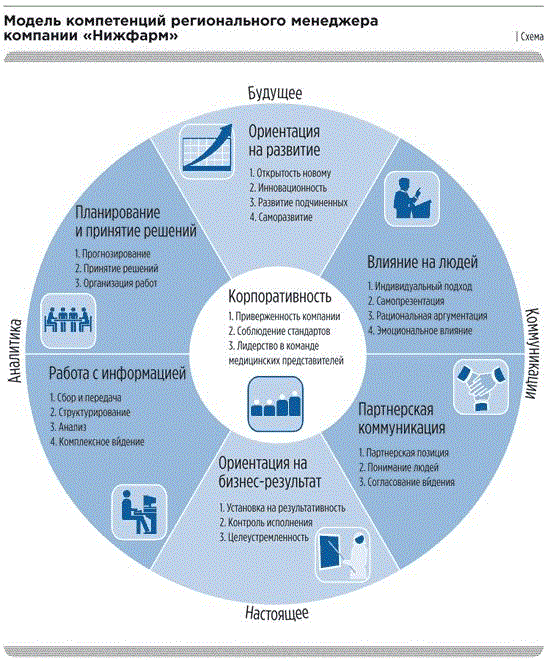 Модель компетенций регионального менеджера
компании «Нижфарм»
| Схема
Будущее
Ориентация
на развитие
1. Открытость новому
2. Инновационность
3. Развитие подчиненных
4. Саморазвитие
Планирование
и принятие решений
1. Прогнозирование
2. Принятие решений
3. Организация работ
Влияние на людей
1. Индивидуальный подход
2. Самопрезентация
3. Рациональная аргументация
4. Эмоциональное влияние
Корпоративность
1. Приверженность компании
2. Соблюдение стандартов
3. Лидерство в команде
медицинских представителей
Аналитика
Коммуникации
Работа с информацией
1. Сбор и передача
2. Структурирование
3. Анализ
4. Комплексное ви́дение
Партнерская
коммуникация
1. Партнерская позиция
2. Понимание людей
3. Согласование ви́дения
Ориентация на
бизнес-результат
1. Установка на результативность
2. Контроль исполнения
3. Целеустремленность
Настоящее